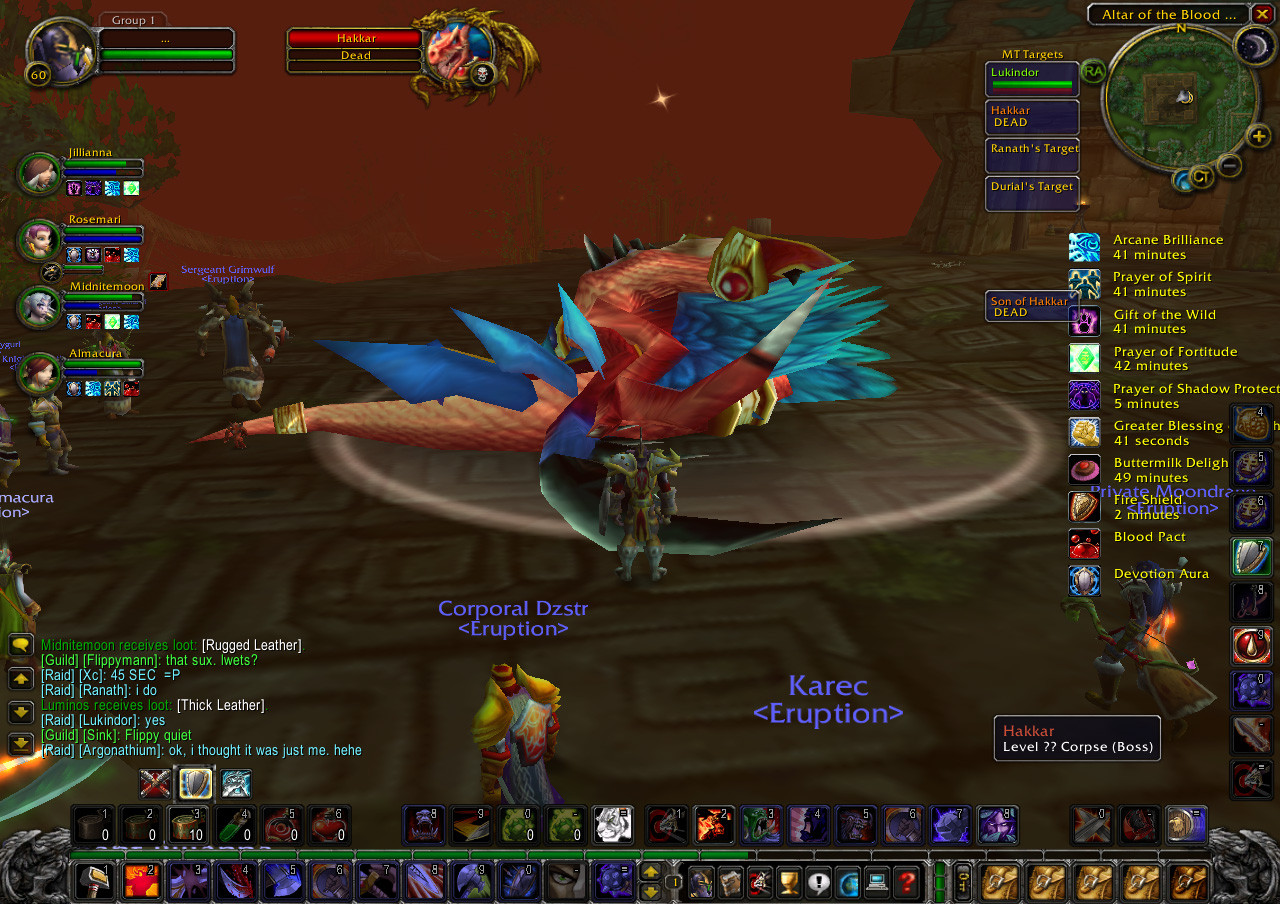 Group 1
...
60
Hakkar
Dead
Altar of the Blood ...
N
MT Targets
RA
Lukindor
Hakkar
DEAD
Ranath's Target
Durial's Target
CT
Son of Hakkar
DEAD
Jillianna
Rosemari
Midnitemoon
Almacura
Sergeant Grimwulf
<Eruption>
macura
ion>
Arcane Brilliance
41 minutes
Prayer of Spirit
41 minutes
Gift of the Wild
41 minutes
Prayer of Fortitude
42 minutes
Prayer of Shadow Protect
5 minutes
Greater Blessing
41 seconds
Buttermilk Deligh
49 minutes
Fire Shield
2 minutes
Blood Pact
Devotion Aura
Private Moondra
<Eruption>
Corporal Dzstr
<Eruption>
Karec
<Eruption>
Hakkar
Level ?? Corpse (Boss)
Midnitemoon receives loot: [Rugged Leather].
[Guild] [Flippymann]: that sux. lwets?
[Raid] [Xc]: 45 SEC =P
[Raid] [Ranath]: i do
Luminos receives loot: [Thick Leather].
[Raid] [Lukindor]: yes
[Guild] [Sink]: Flippy quiet
[Raid] [Argonathium]: ok, i thought it was just me. hehe